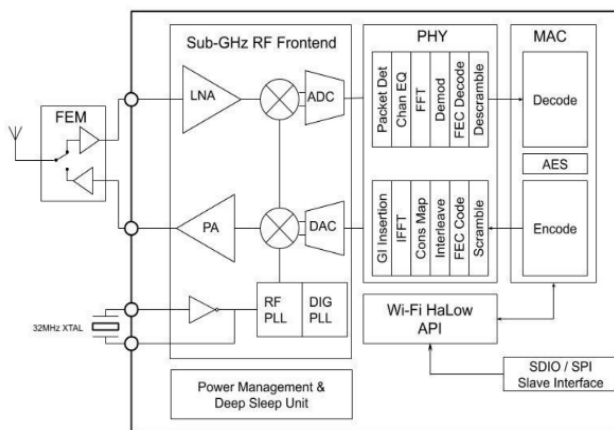 Sub-GHz RF Frontend
PHY
MAC
FEM
LNA
ADC
Packet Det
Chan EQ
FFT
Demod
FEC Decode
Descramble
Decode
AES
PA
DAC
GI Insertion
IFFT
Cons Map
Interleave
FEC Code
Scramble
Encode
32MHz XTAL
RF
PLL
DIG
PLL
Wi-Fi HaLow
API
Power Management &
Deep Sleep Unit
SDIO / SPI
Slave Interface